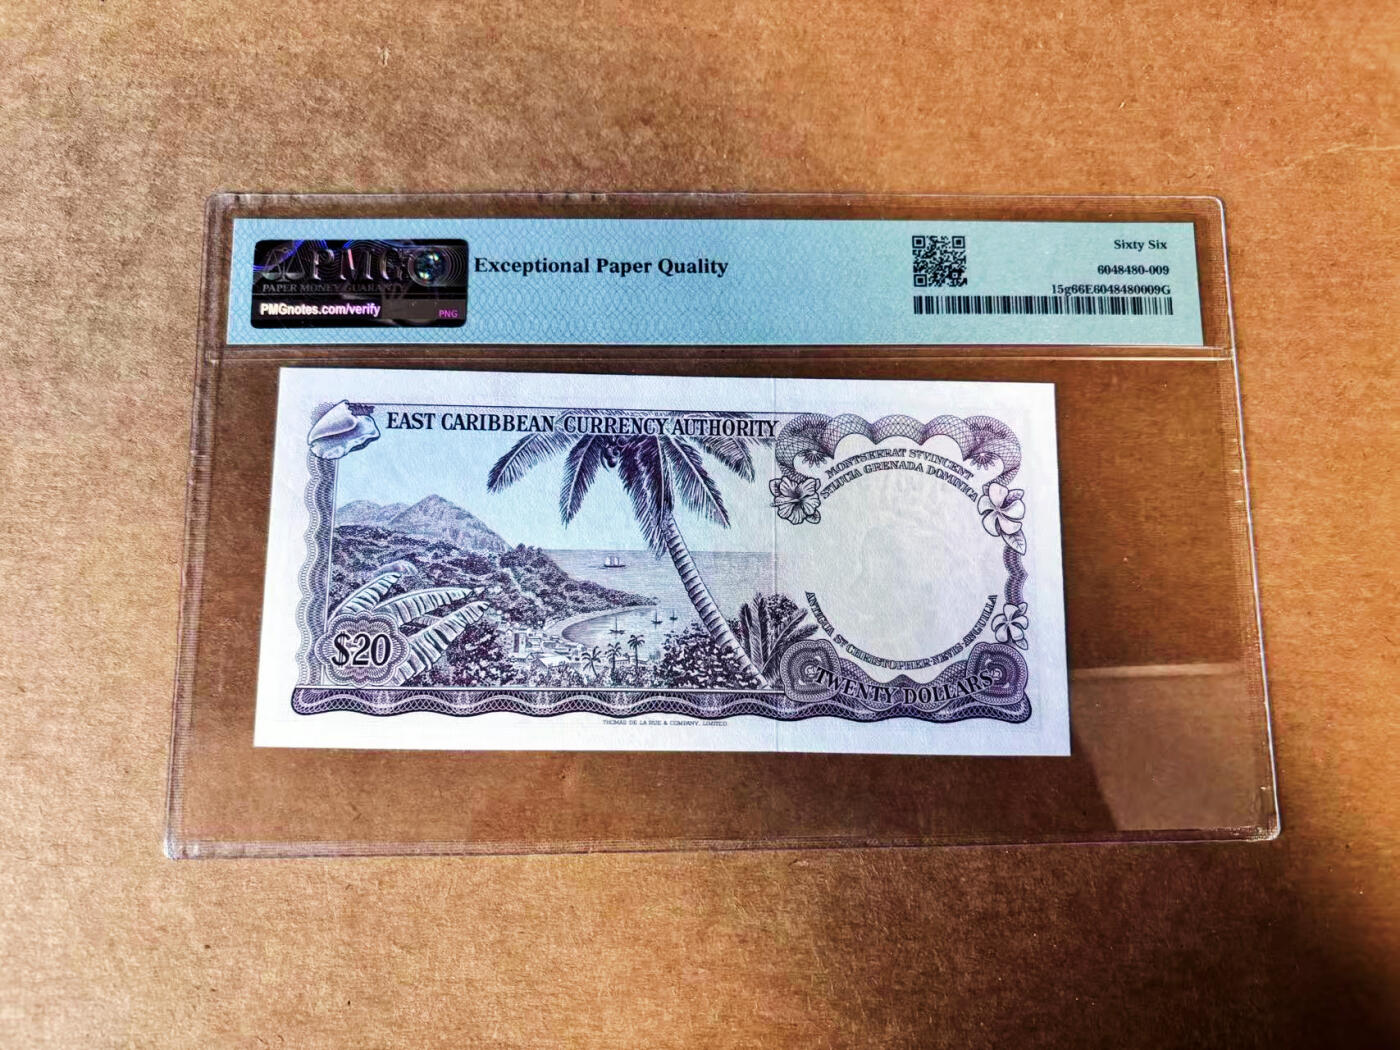 PMG
PAPER MONEY GUARANTY
PMGnotes.com/verify
PNG
Exceptional Paper Quality
Sixty Six
6048480-009
15g66E6048480009G
EAST CARIBBEAN CURRENCY AUTHORITY
MONTSERRAT ST VINCENT
ST LUCIA GRENADA DOMINICA
ANTIGUA ST CHRISTOPHER-NEVIS-ANGUILLA
$20
TWENTY DOLLARS
THOMAS DE LA RUE & COMPANY, LIMITED.